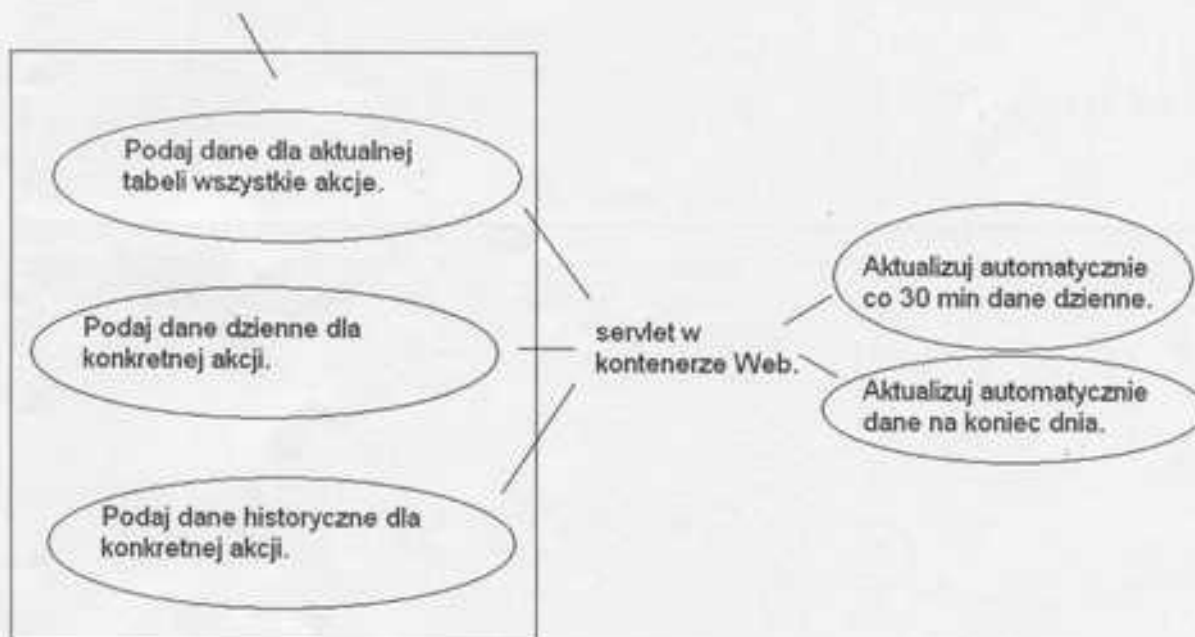 Podaj dane dla aktualnej
tabeli wszystkie akcje.
Podaj dane dzienne dla
konkretnej akcji.
Podaj dane historyczne dla
konkretnej akcji.
servlet w
kontenerze Web.
Aktualizuj automatycznie
co 30 min dane dzienne.
Aktualizuj automatycznie
dane na koniec dnia.